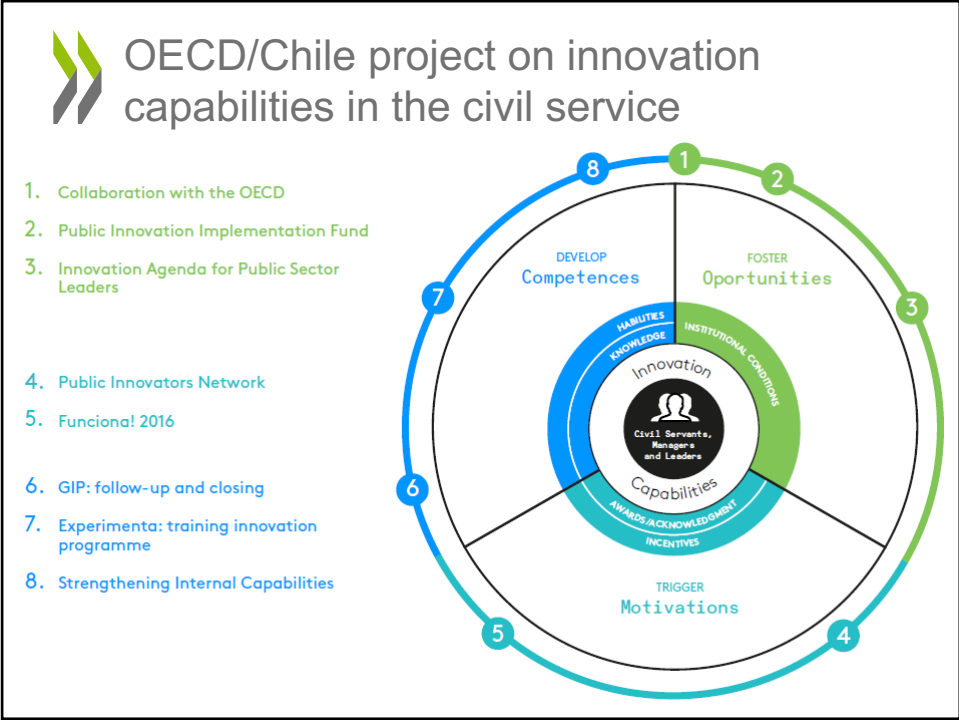 OECD/Chile project on innovation
capabilities in the civil service
1. Collaboration with the OECD
2. Public Innovation Implementation Fund
3. Innovation Agenda for Public Sector
Leaders
4. Public Innovators Network
5. Funciona! 2016
6. GIP: follow-up and closing
7. Experimenta: training innovation
programme
8. Strengthening Internal Capabilities
8
1
2
7
3
6
5
4
DEVELOP
Competences
FOSTER
Oportunities
HABILITIES
KNOWLEDGE
INSTITUTIONAL CONDITIONS
Innovation
Civil Servants,
Managers
and Leaders
Capabilities
AWARDS/ACKNOWLEDGMENT
INCENTIVES
TRIGGER
Motivations